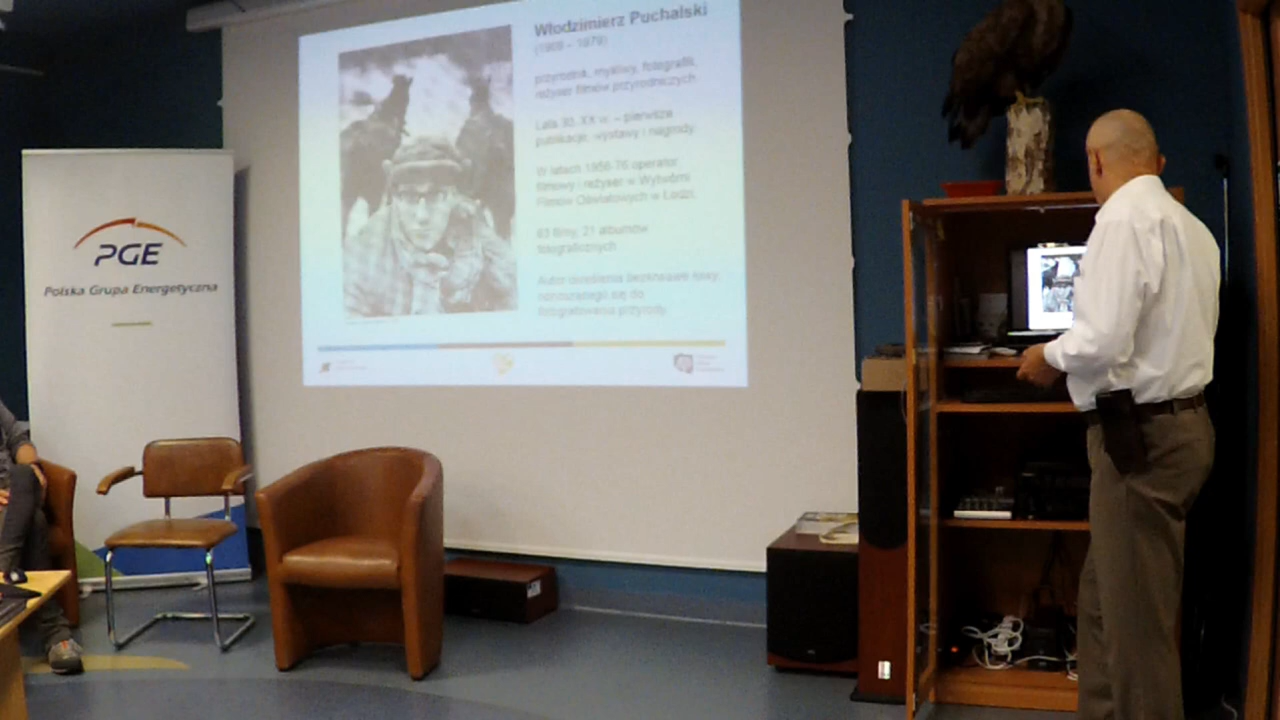 PGE
Polska Grupa Energetyczna
Włodzimierz Puchalski
(1909 – 1979)
przyrodnik, myśliwy, fotografik,
reżyser filmów przyrodniczych
Lata 30. XX w. – pierwsze
publikacje, wystawy i nagrody
W latach 1956-76 operator
filmowy i reżyser w Wytwórni
Filmów Oświatowych w Łodzi
63 filmy, 21 albumów
fotograficznych
Autor określenia bezkrwawe łowy,
odnoszącego się do
fotografowania przyrody